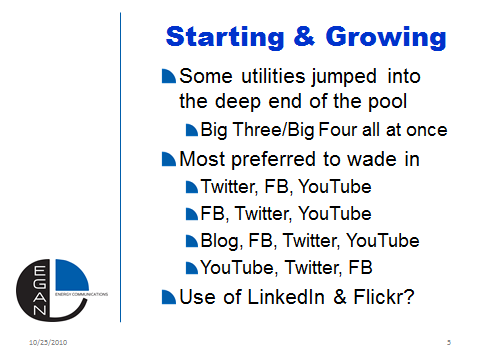 Starting & Growing
Some utilities jumped into
the deep end of the pool
Big Three/Big Four all at once
Most preferred to wade in
Twitter, FB, YouTube
FB, Twitter, YouTube
Blog, FB, Twitter, YouTube
YouTube, Twitter, FB
Use of LinkedIn & Flickr?
EGAN
ENERGY COMMUNICATIONS
10/25/2010
5